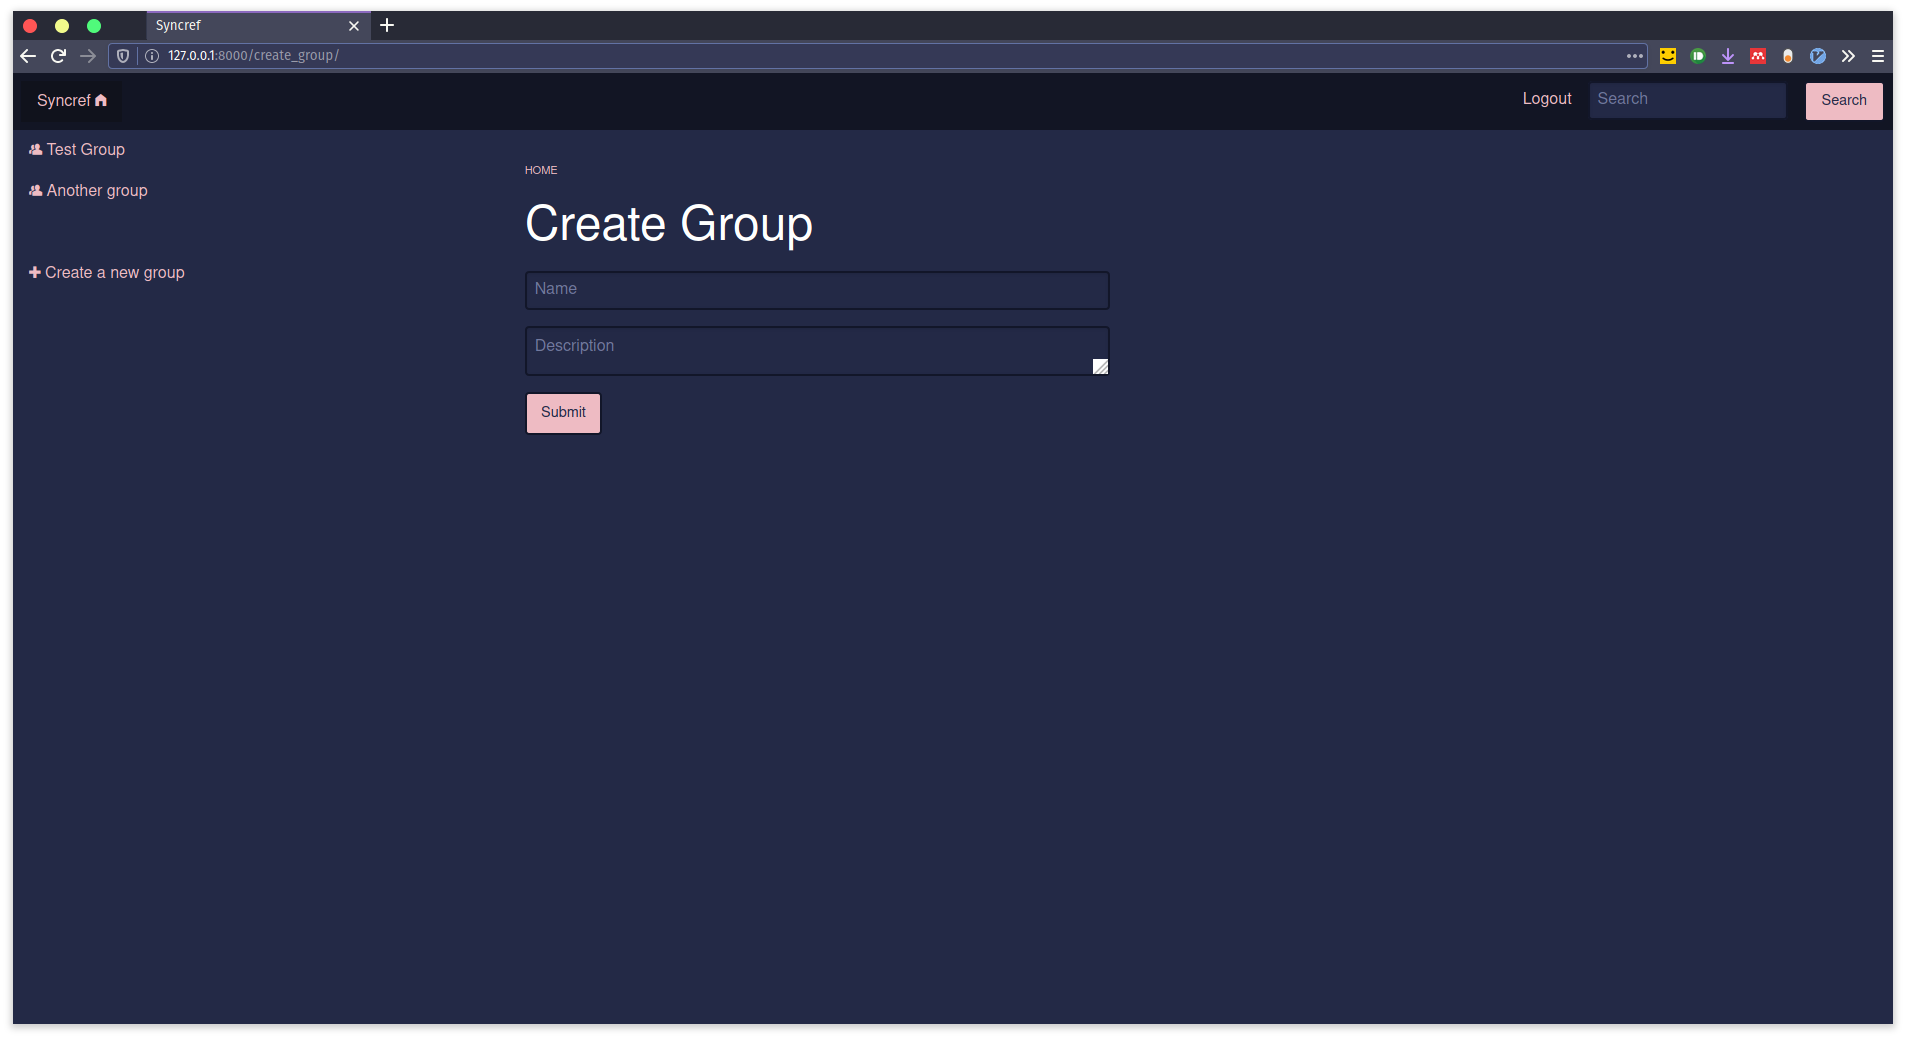 Syncref
127.0.0.1:8000/create_group/
Syncref
Logout
Search
Search
Test Group
Another group
Create a new group
HOME
Create Group
Name
Description
Submit